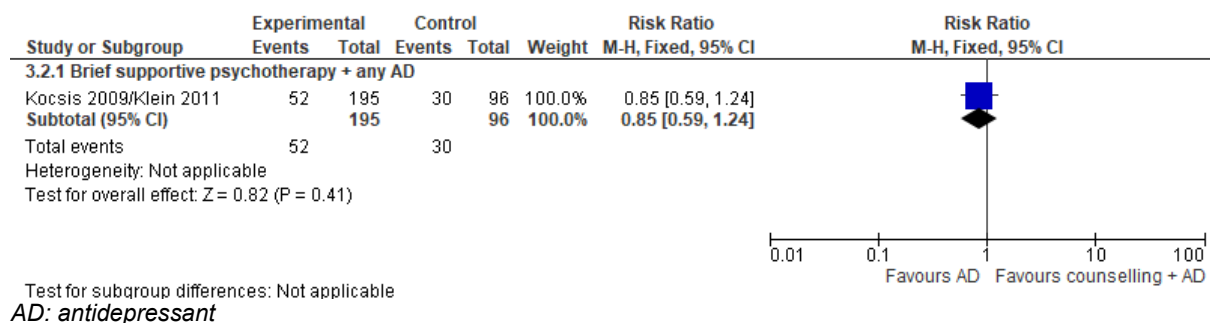 Experimental Control Risk Ratio Risk Ratio
Study or Subgroup Events Total Events Total Weight M-H, Fixed, 95% CI M-H, Fixed, 95% CI
3.2.1 Brief supportive psychotherapy + any AD
Kocsis 2009/Klein 2011 52 195 30 96 100.0% 0.85 [0.59, 1.24]
Subtotal (95% CI) 195 96 100.0% 0.85 [0.59, 1.24]
Total events 52 30
Heterogeneity: Not applicable
Test for overall effect: Z = 0.82 (P = 0.41)
0.01 0.1 1 10 100
Favours AD Favours counselling + AD
Test for subgroup differences: Not applicable
AD: antidepressant